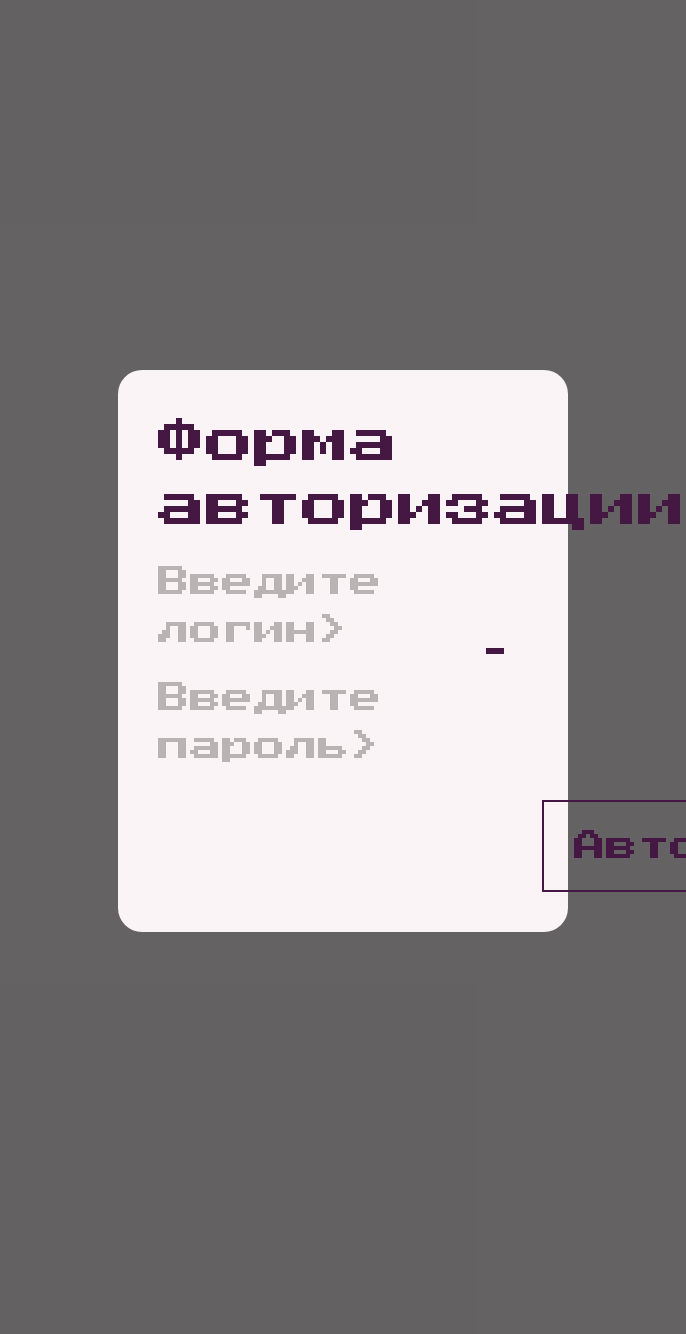 Форма
авторизации
Введите
логин>
_
Введите
пароль>
Авто